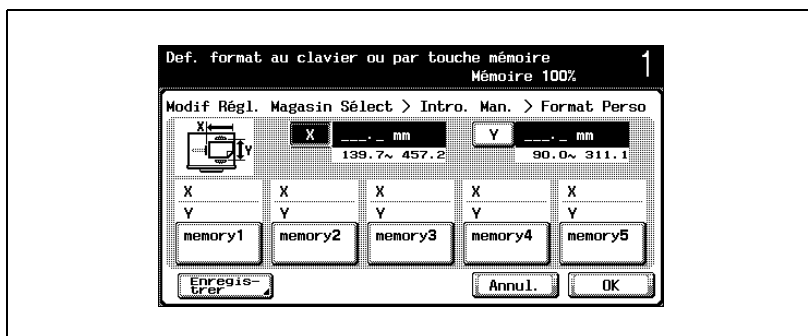 Def. format au clavier ou par touche mémoire
Mémoire 100% 1
Modif Régl. Magasin Sélect > Intro. Man. > Format Perso
X Y X ___._ mm Y ___._ mm
139.7~ 457.2 90.0~ 311.1
X X X X X
Y Y Y Y Y
memory1 memory2 memory3 memory4 memory5
Enregis-
trer
Annul. OK